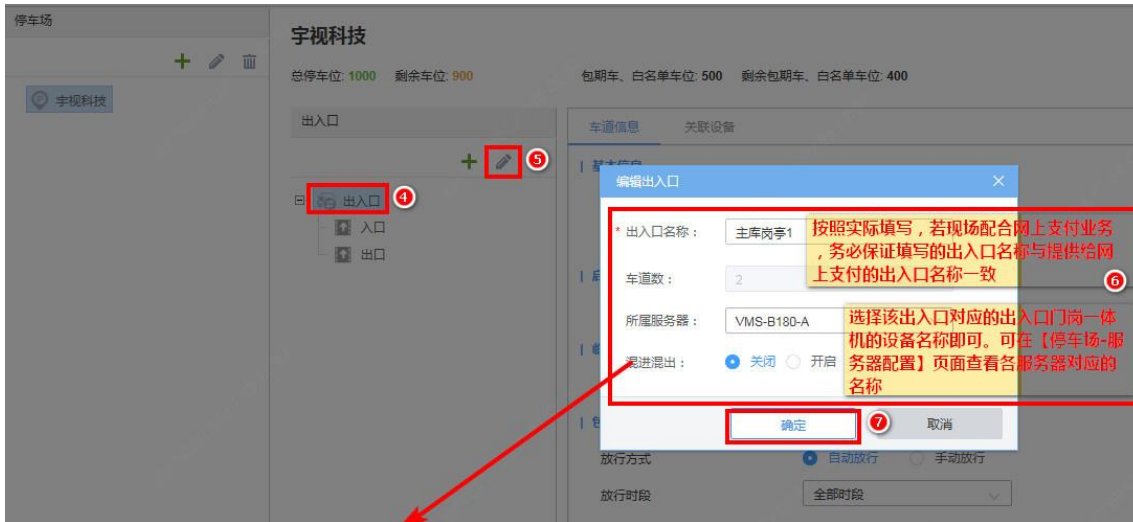 停车场
宇视科技
宇视科技
总停车位: 1000 剩余车位: 900 包期车、白名单车位: 500 剩余包期车、白名单车位: 400
出入口
车道信息 关联设备
⑤
基本信息
出入口 ④
入口
出口
编辑出入口
* 出入口名称： 主库岗亭1
按照实际填写，若现场配合网上支付业务
，务必保证填写的出入口名称与提供给网
上支付的出入口名称一致
⑥
车道数： 2
所属服务器： VMS-B180-A
选择该出入口对应的出入口门岗一体
机的设备名称即可。可在【停车场-服
务器配置】页面查看各服务器对应的
名称
混进混出： 关闭 开启
确定 ⑦ 取消
放行方式 自动放行 手动放行
放行时段 全部时段